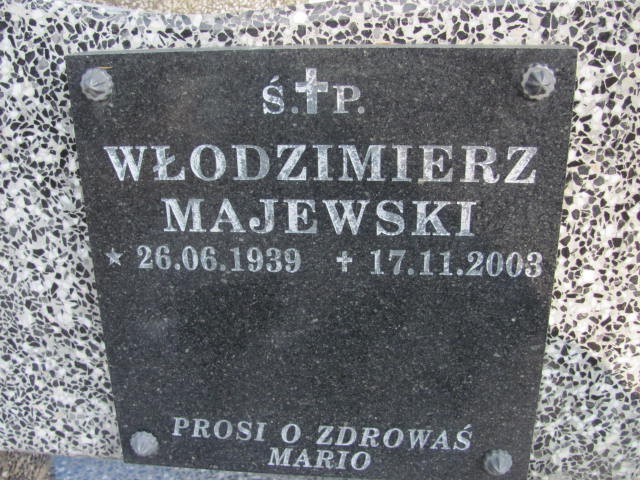 Ś.✝P.
WŁODZIMIERZ
MAJEWSKI
★ 26.06.1939 ✝ 17.11.2003
PROSI O ZDROWAŚ
MARIO